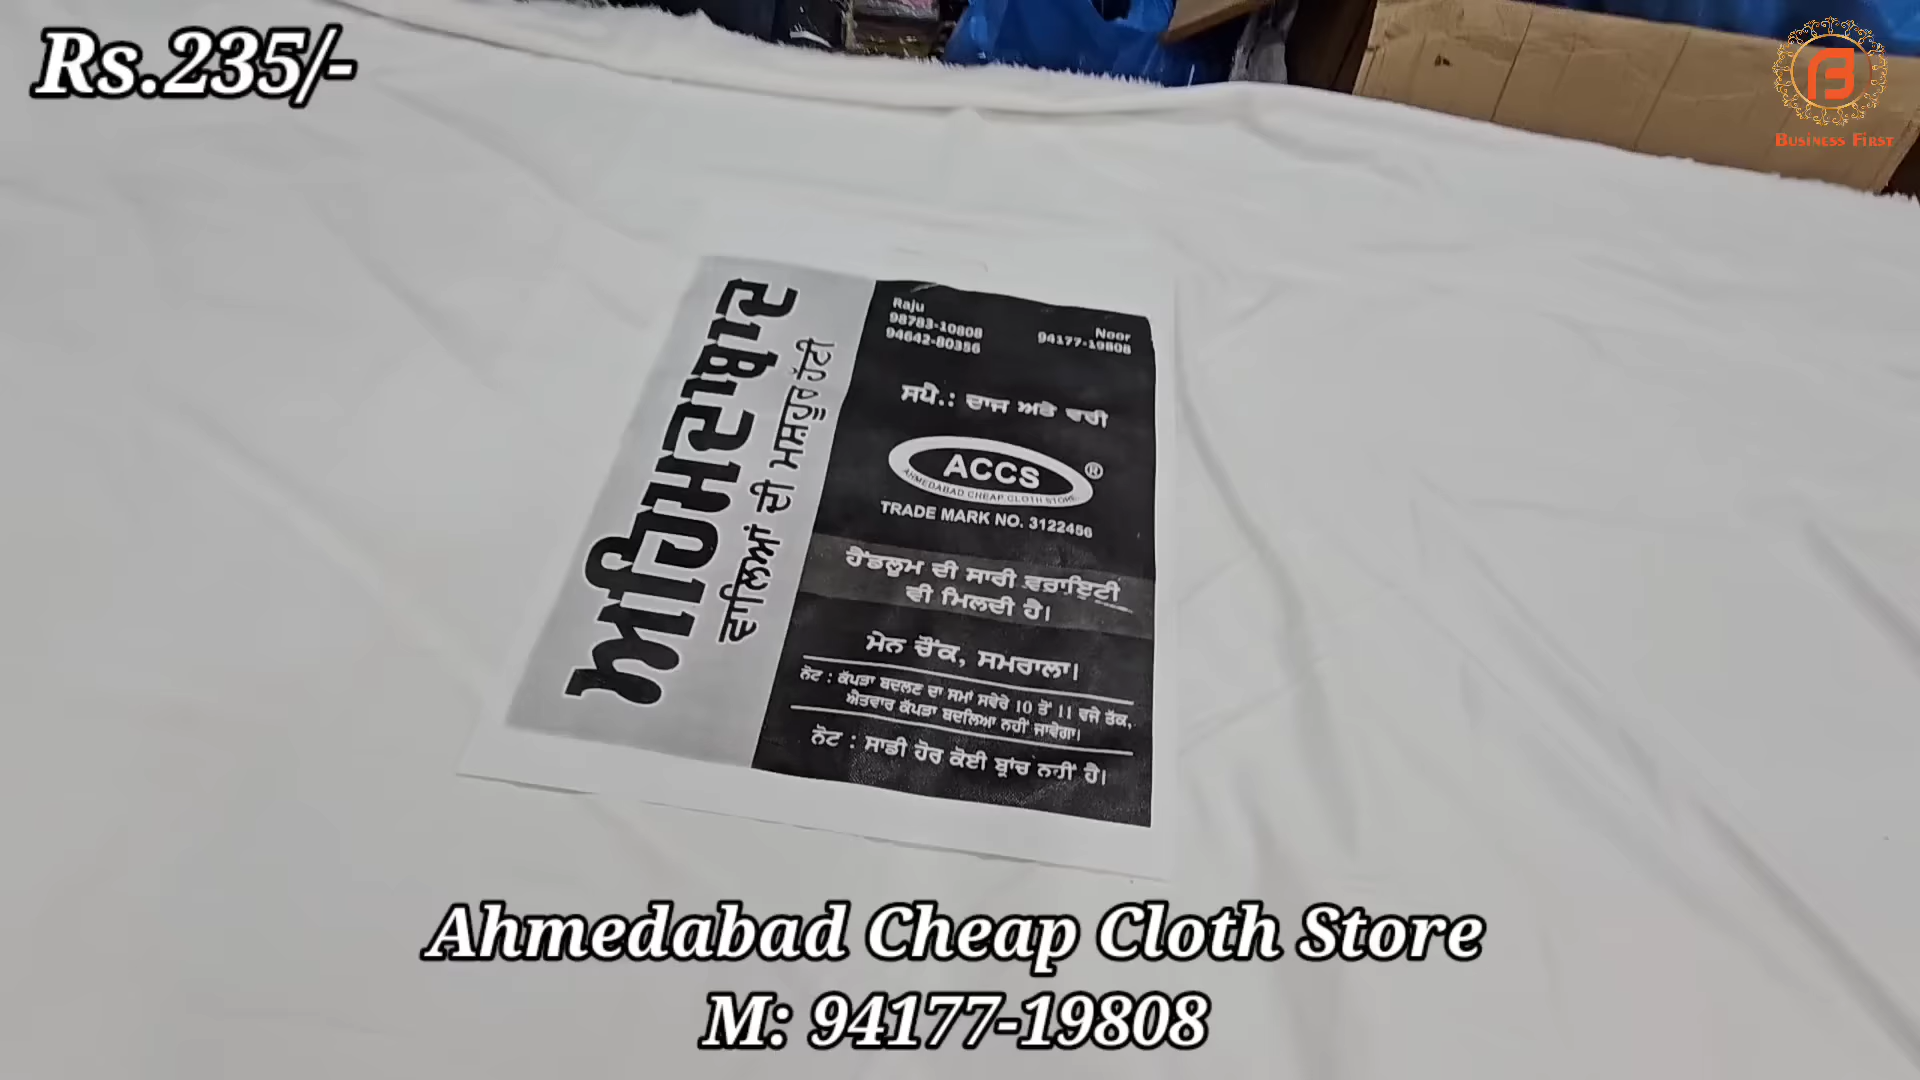 Rs.235/-
BUSINESS FIRST
ਅਹਿਮਦਾਬਾਦ
ਵਾਲਿਆਂ ਦੀ ਮਸ਼ਹੂਰ ਹੱਟੀ
Raju
98783-10808
94642-80356
Noor
94177-19808
ਸਪੈ.: ਦਾਜ ਅਤੇ ਵਰੀ
ACCS ®
AHMEDABAD CHEAP CLOTH STORE
TRADE MARK NO. 3122456
ਹੈਂਡਲੂਮ ਦੀ ਸਾਰੀ ਵਰਾਇਟੀ
ਵੀ ਮਿਲਦੀ ਹੈ।
ਮੇਨ ਚੌਂਕ, ਸਮਰਾਲਾ।
ਨੋਟ : ਕੱਪੜਾ ਬਦਲਣ ਦਾ ਸਮਾਂ ਸਵੇਰੇ 10 ਤੋਂ 11 ਵਜੇ ਤੱਕ,
ਐਤਵਾਰ ਕੱਪੜਾ ਬਦਲਿਆ ਨਹੀਂ ਜਾਵੇਗਾ।
ਨੋਟ : ਸਾਡੀ ਹੋਰ ਕੋਈ ਬ੍ਰਾਂਚ ਨਹੀਂ ਹੈ।
Ahmedabad Cheap Cloth Store
M: 94177-19808